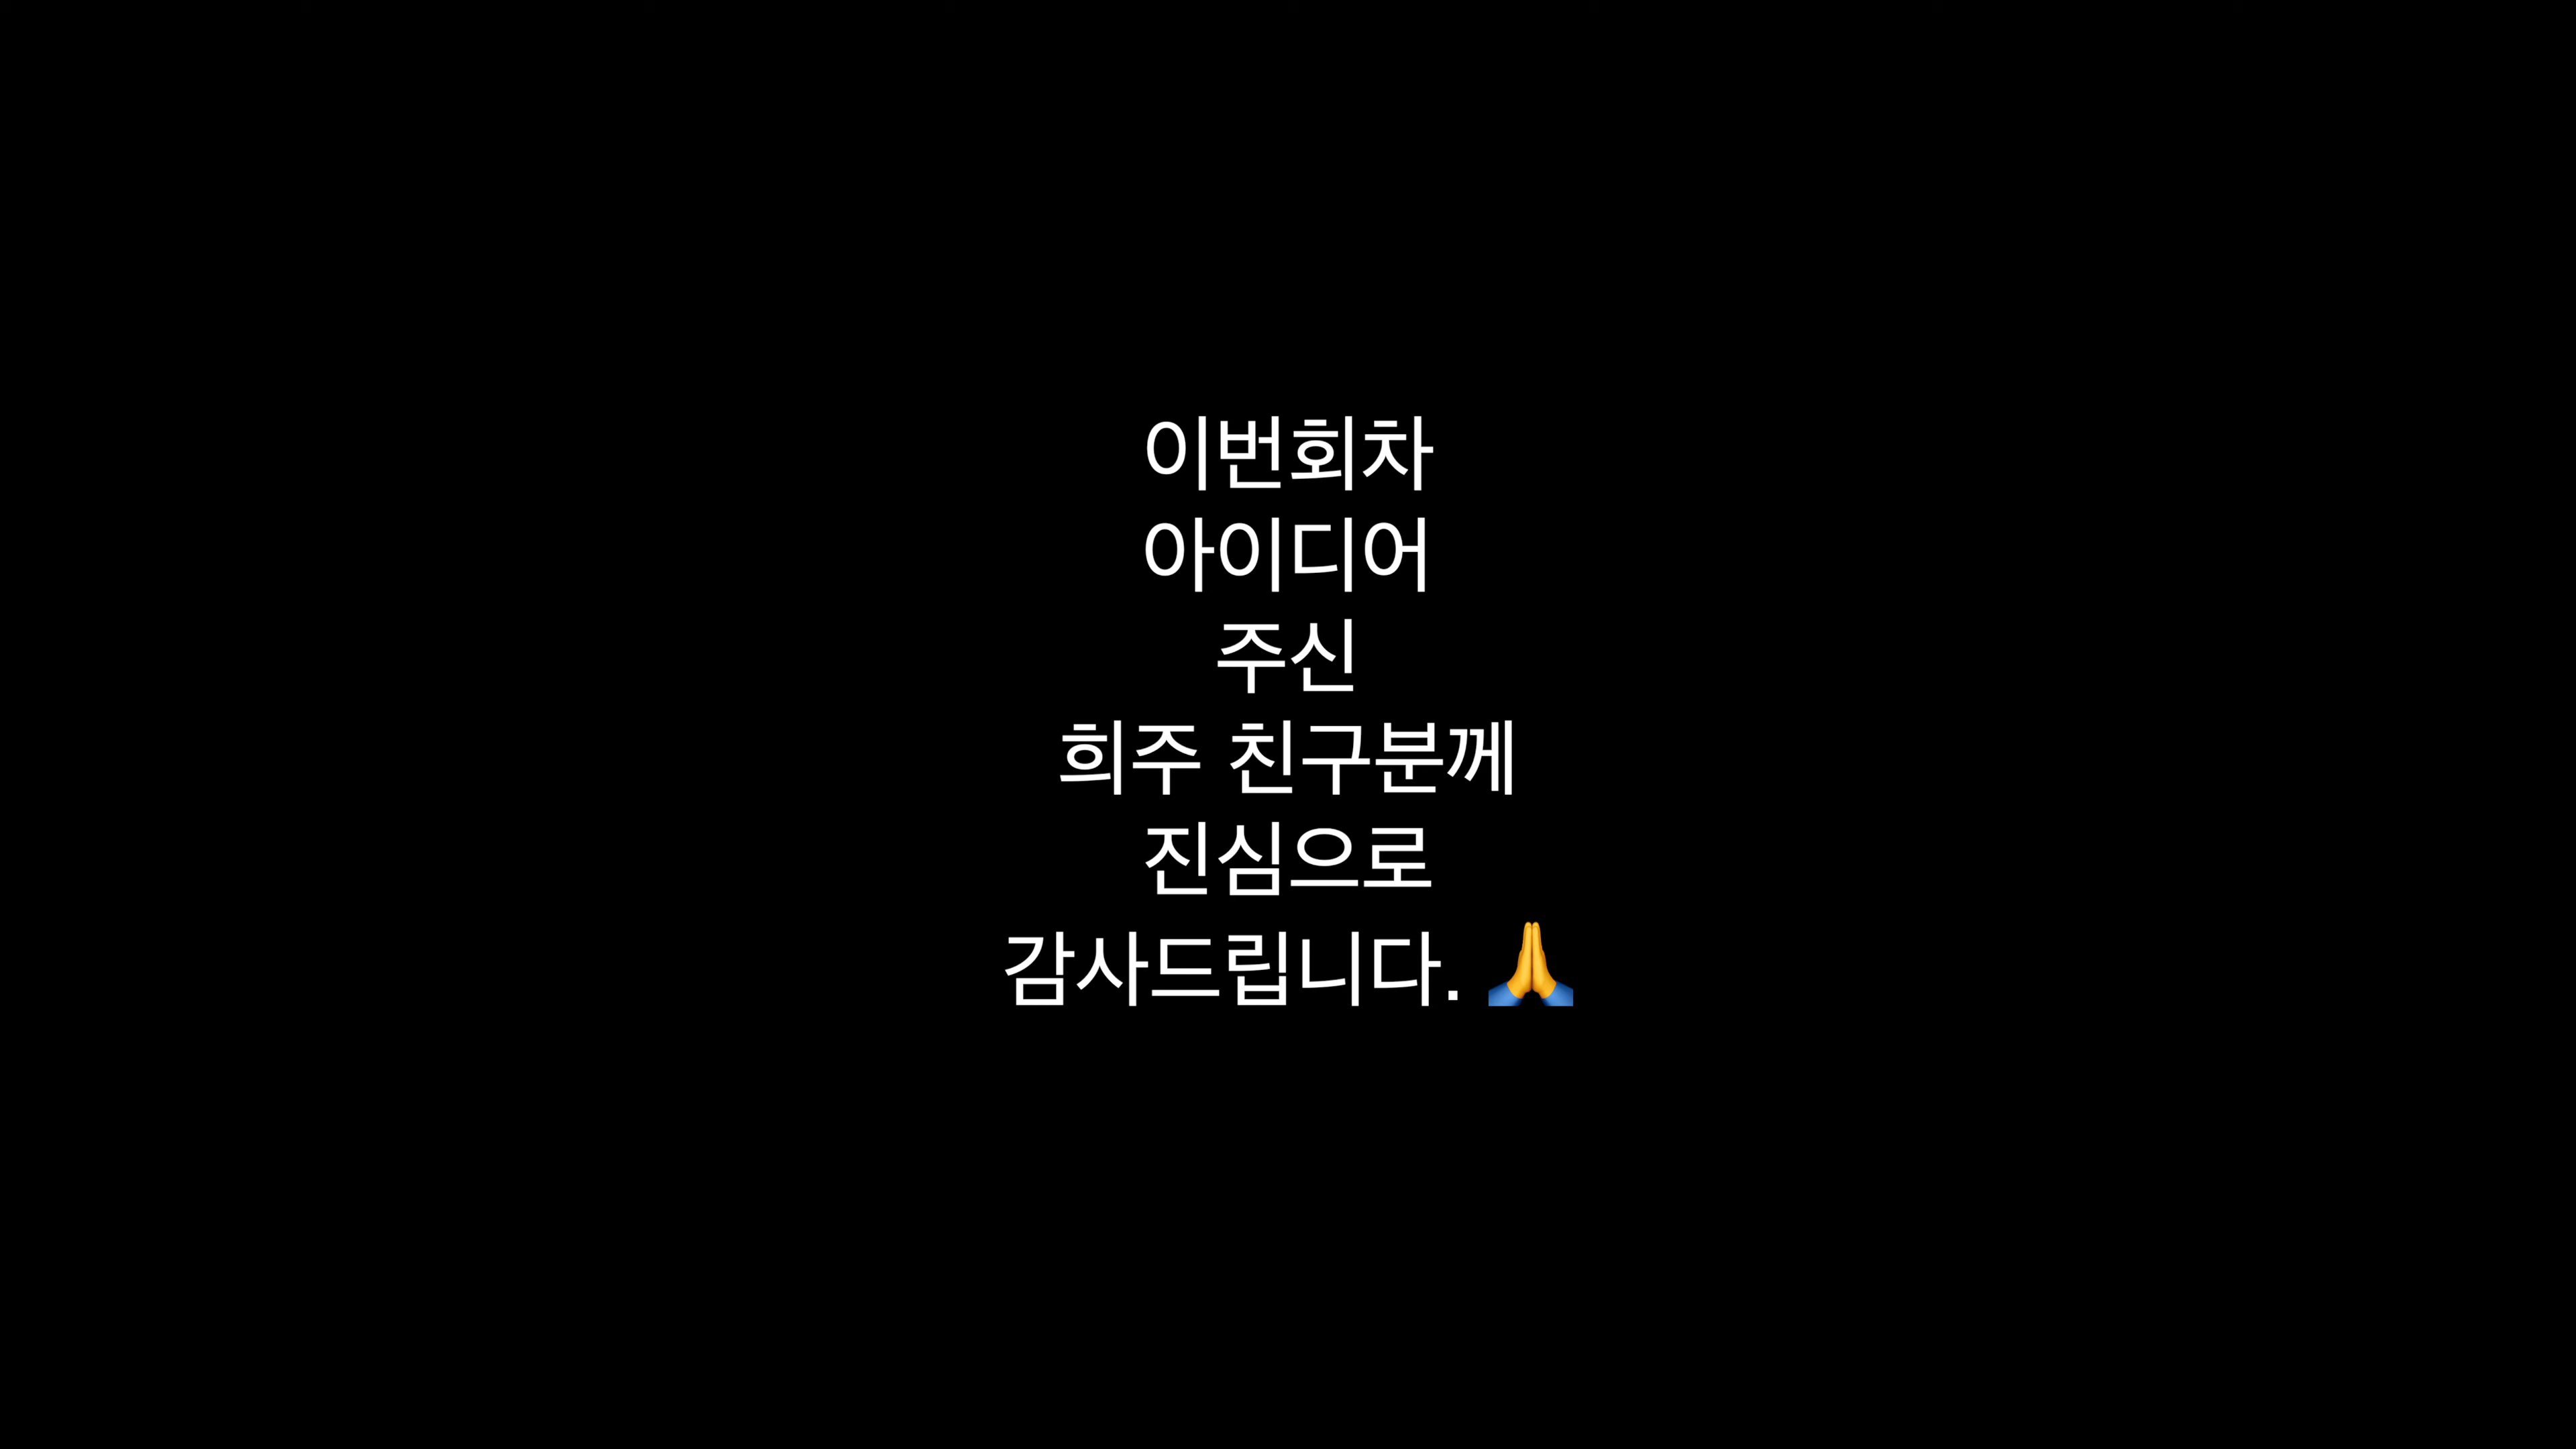 이번회차
아이디어
주신
희주 친구분께
진심으로
감사드립니다. 🙏